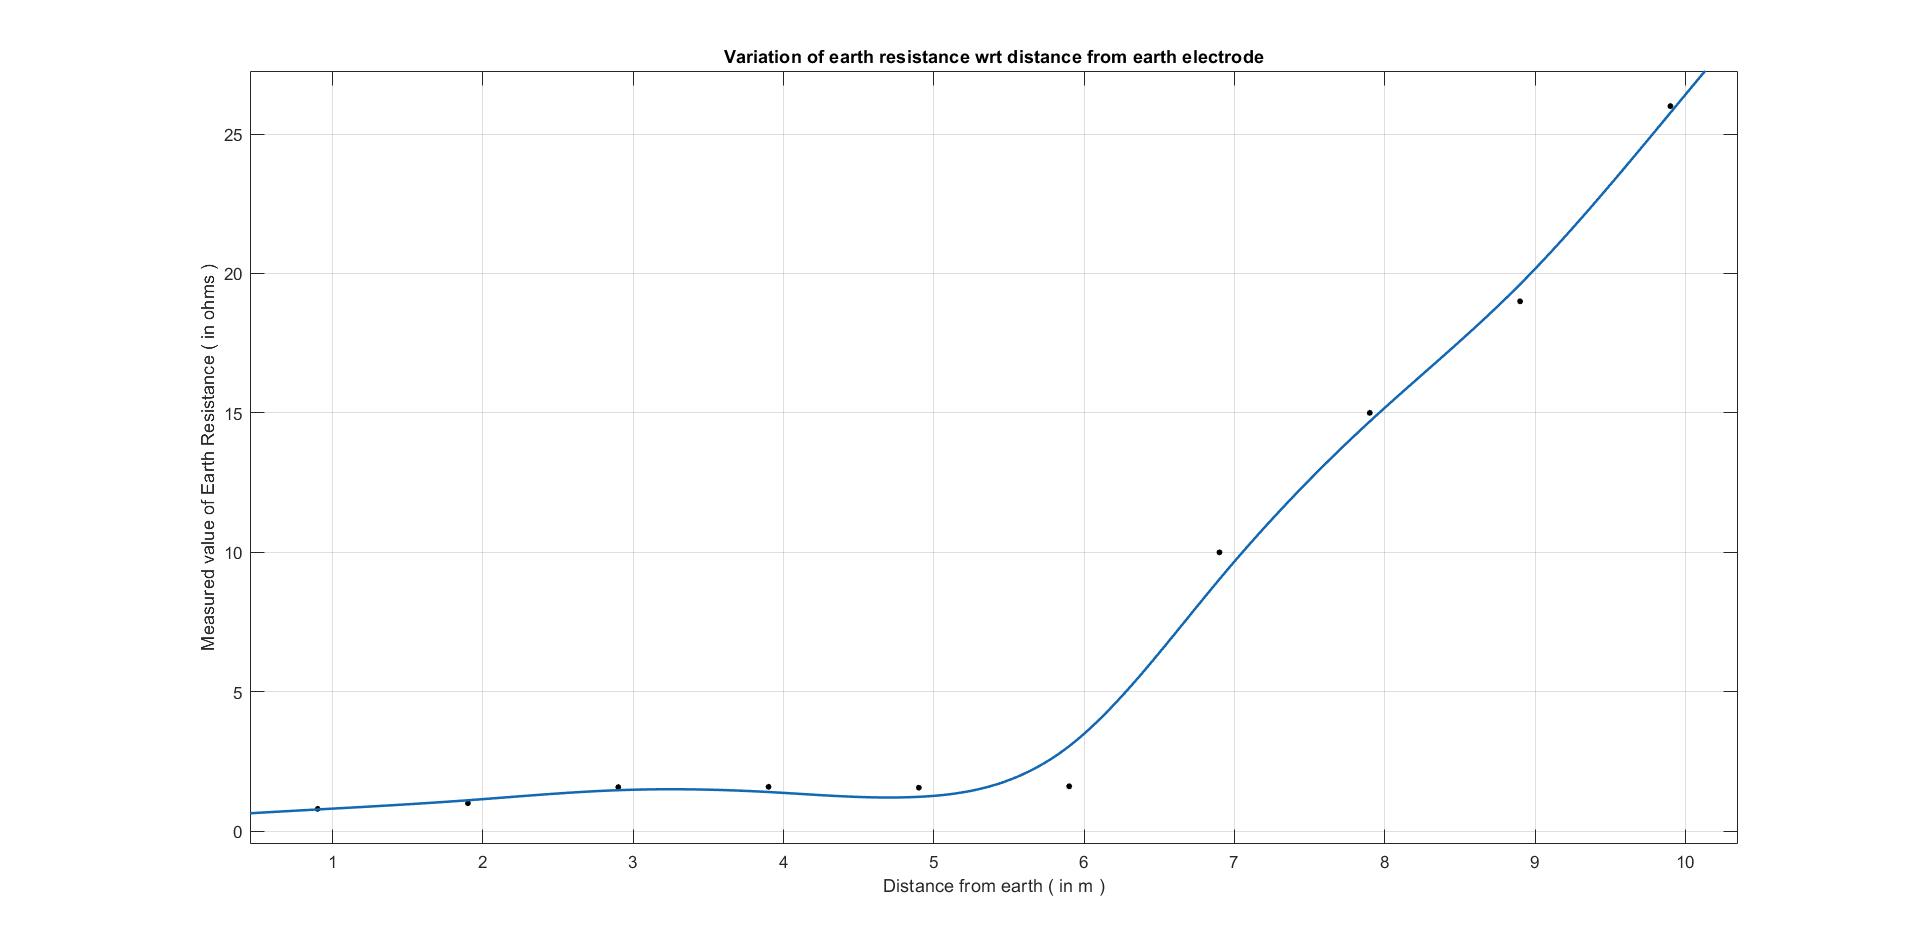 Variation of earth resistance wrt distance from earth electrode
Measured value of Earth Resistance ( in ohms )
25
20
15
10
5
0
1 2 3 4 5 6 7 8 9 10
Distance from earth ( in m )